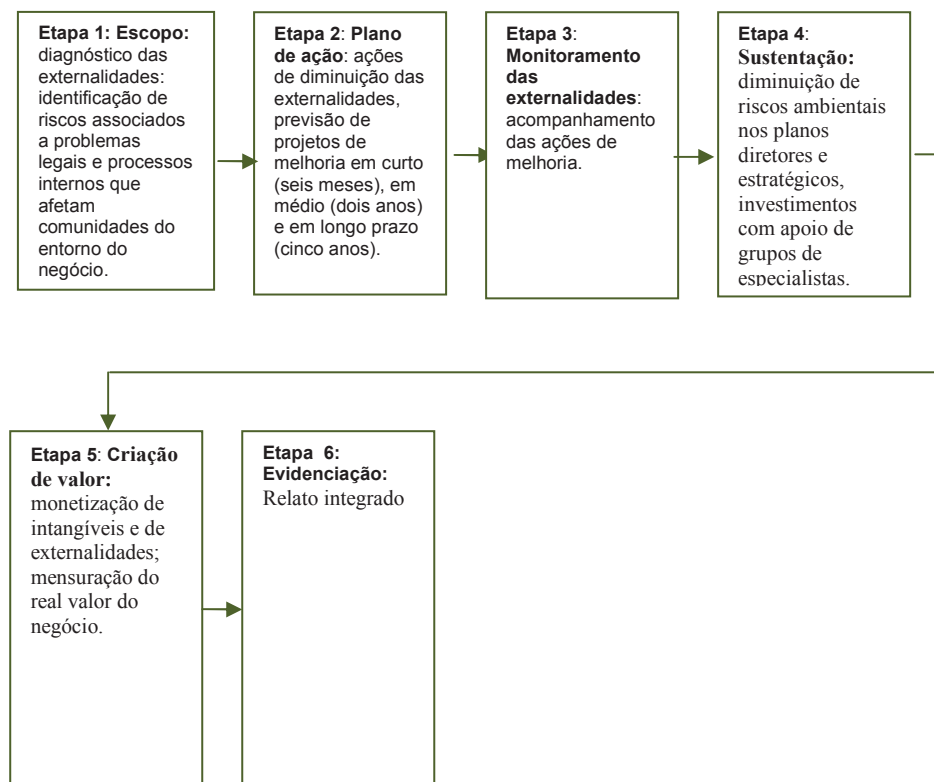 Etapa 1: Escopo:
diagnóstico das
externalidades:
identificação de
riscos associados
a problemas
legais e processos
internos que
afetam
comunidades do
entorno do
negócio.
Etapa 2: Plano
de ação: ações
de diminuição das
externalidades,
previsão de
projetos de
melhoria em curto
(seis meses), em
médio (dois anos)
e em longo prazo
(cinco anos).
Etapa 3:
Monitoramento
das
externalidades:
acompanhamento
das ações de
melhoria.
Etapa 4:
Sustentação:
diminuição de
riscos ambientais
nos planos
diretores e
estratégicos,
investimentos
com apoio de
grupos de
especialistas.
Etapa 5: Criação
de valor:
monetização de
intangíveis e de
externalidades;
mensuração do
real valor do
negócio.
Etapa 6:
Evidenciação:
Relato integrado